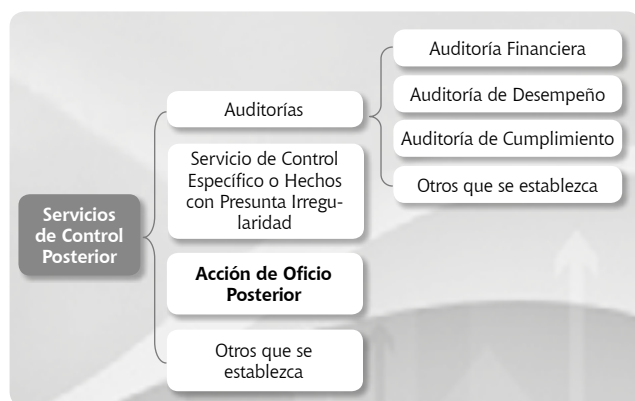 Servicios
de Control
Posterior
Auditorías
Servicio de Control
Específico o Hechos
con Presunta Irregu-
laridad
Acción de Oficio
Posterior
Otros que se
establezca
Auditoría Financiera
Auditoría de Desempeño
Auditoría de Cumplimiento
Otros que se establezca